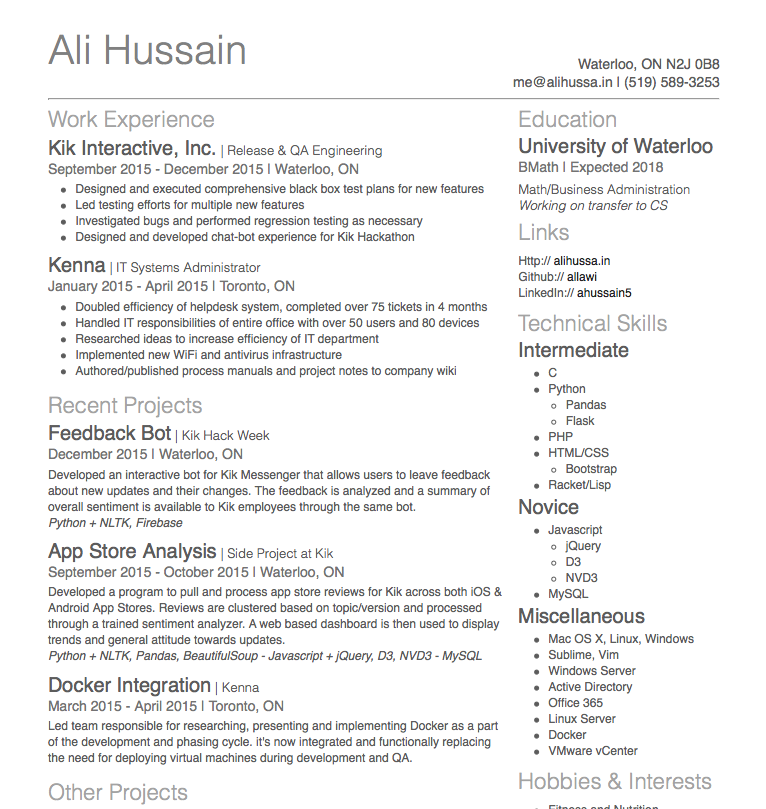 Ali Hussain
Waterloo, ON N2J 0B8
me@alihussa.in | (519) 589-3253
Work Experience
Kik Interactive, Inc. | Release & QA Engineering
September 2015 - December 2015 | Waterloo, ON
Designed and executed comprehensive black box test plans for new features
Led testing efforts for multiple new features
Investigated bugs and performed regression testing as necessary
Designed and developed chat-bot experience for Kik Hackathon
Kenna | IT Systems Administrator
January 2015 - April 2015 | Toronto, ON
Doubled efficiency of helpdesk system, completed over 75 tickets in 4 months
Handled IT responsibilities of entire office with over 50 users and 80 devices
Researched ideas to increase efficiency of IT department
Implemented new WiFi and antivirus infrastructure
Authored/published process manuals and project notes to company wiki
Recent Projects
Feedback Bot | Kik Hack Week
December 2015 | Waterloo, ON
Developed an interactive bot for Kik Messenger that allows users to leave feedback
about new updates and their changes. The feedback is analyzed and a summary of
overall sentiment is available to Kik employees through the same bot.
Python + NLTK, Firebase
App Store Analysis | Side Project at Kik
September 2015 - October 2015 | Waterloo, ON
Developed a program to pull and process app store reviews for Kik across both iOS &
Android App Stores. Reviews are clustered based on topic/version and processed
through a trained sentiment analyzer. A web based dashboard is then used to display
trends and general attitude towards updates.
Python + NLTK, Pandas, BeautifulSoup - Javascript + jQuery, D3, NVD3 - MySQL
Docker Integration | Kenna
March 2015 - April 2015 | Toronto, ON
Led team responsible for researching, presenting and implementing Docker as a part
of the development and phasing cycle. it's now integrated and functionally replacing
the need for deploying virtual machines during development and QA.
Other Projects
Education
University of Waterloo
BMath | Expected 2018
Math/Business Administration
Working on transfer to CS
Links
Http:// alihussa.in
Github:// allawi
LinkedIn:// ahussain5
Technical Skills
Intermediate
C
Python
Pandas
Flask
PHP
HTML/CSS
Bootstrap
Racket/Lisp
Novice
Javascript
jQuery
D3
NVD3
MySQL
Miscellaneous
Mac OS X, Linux, Windows
Sublime, Vim
Windows Server
Active Directory
Office 365
Linux Server
Docker
VMware vCenter
Hobbies & Interests
Fitness and Nutrition